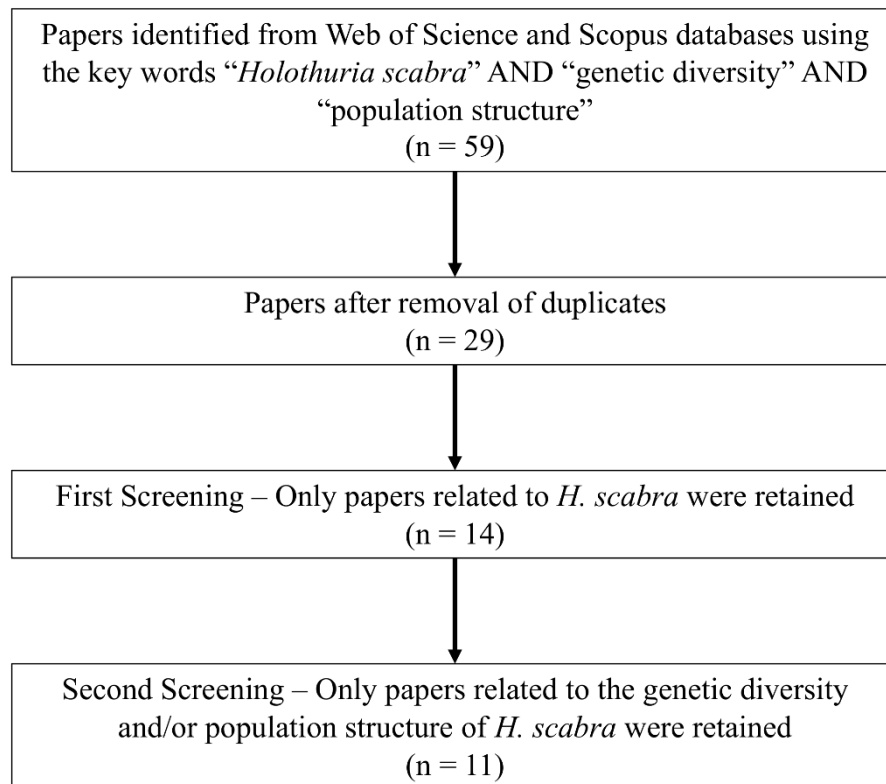 Papers identified from Web of Science and Scopus databases using
the key words “Holothuria scabra” AND “genetic diversity” AND
“population structure”
(n = 59)
Papers after removal of duplicates
(n = 29)
First Screening – Only papers related to H. scabra were retained
(n = 14)
Second Screening – Only papers related to the genetic diversity
and/or population structure of H. scabra were retained
(n = 11)